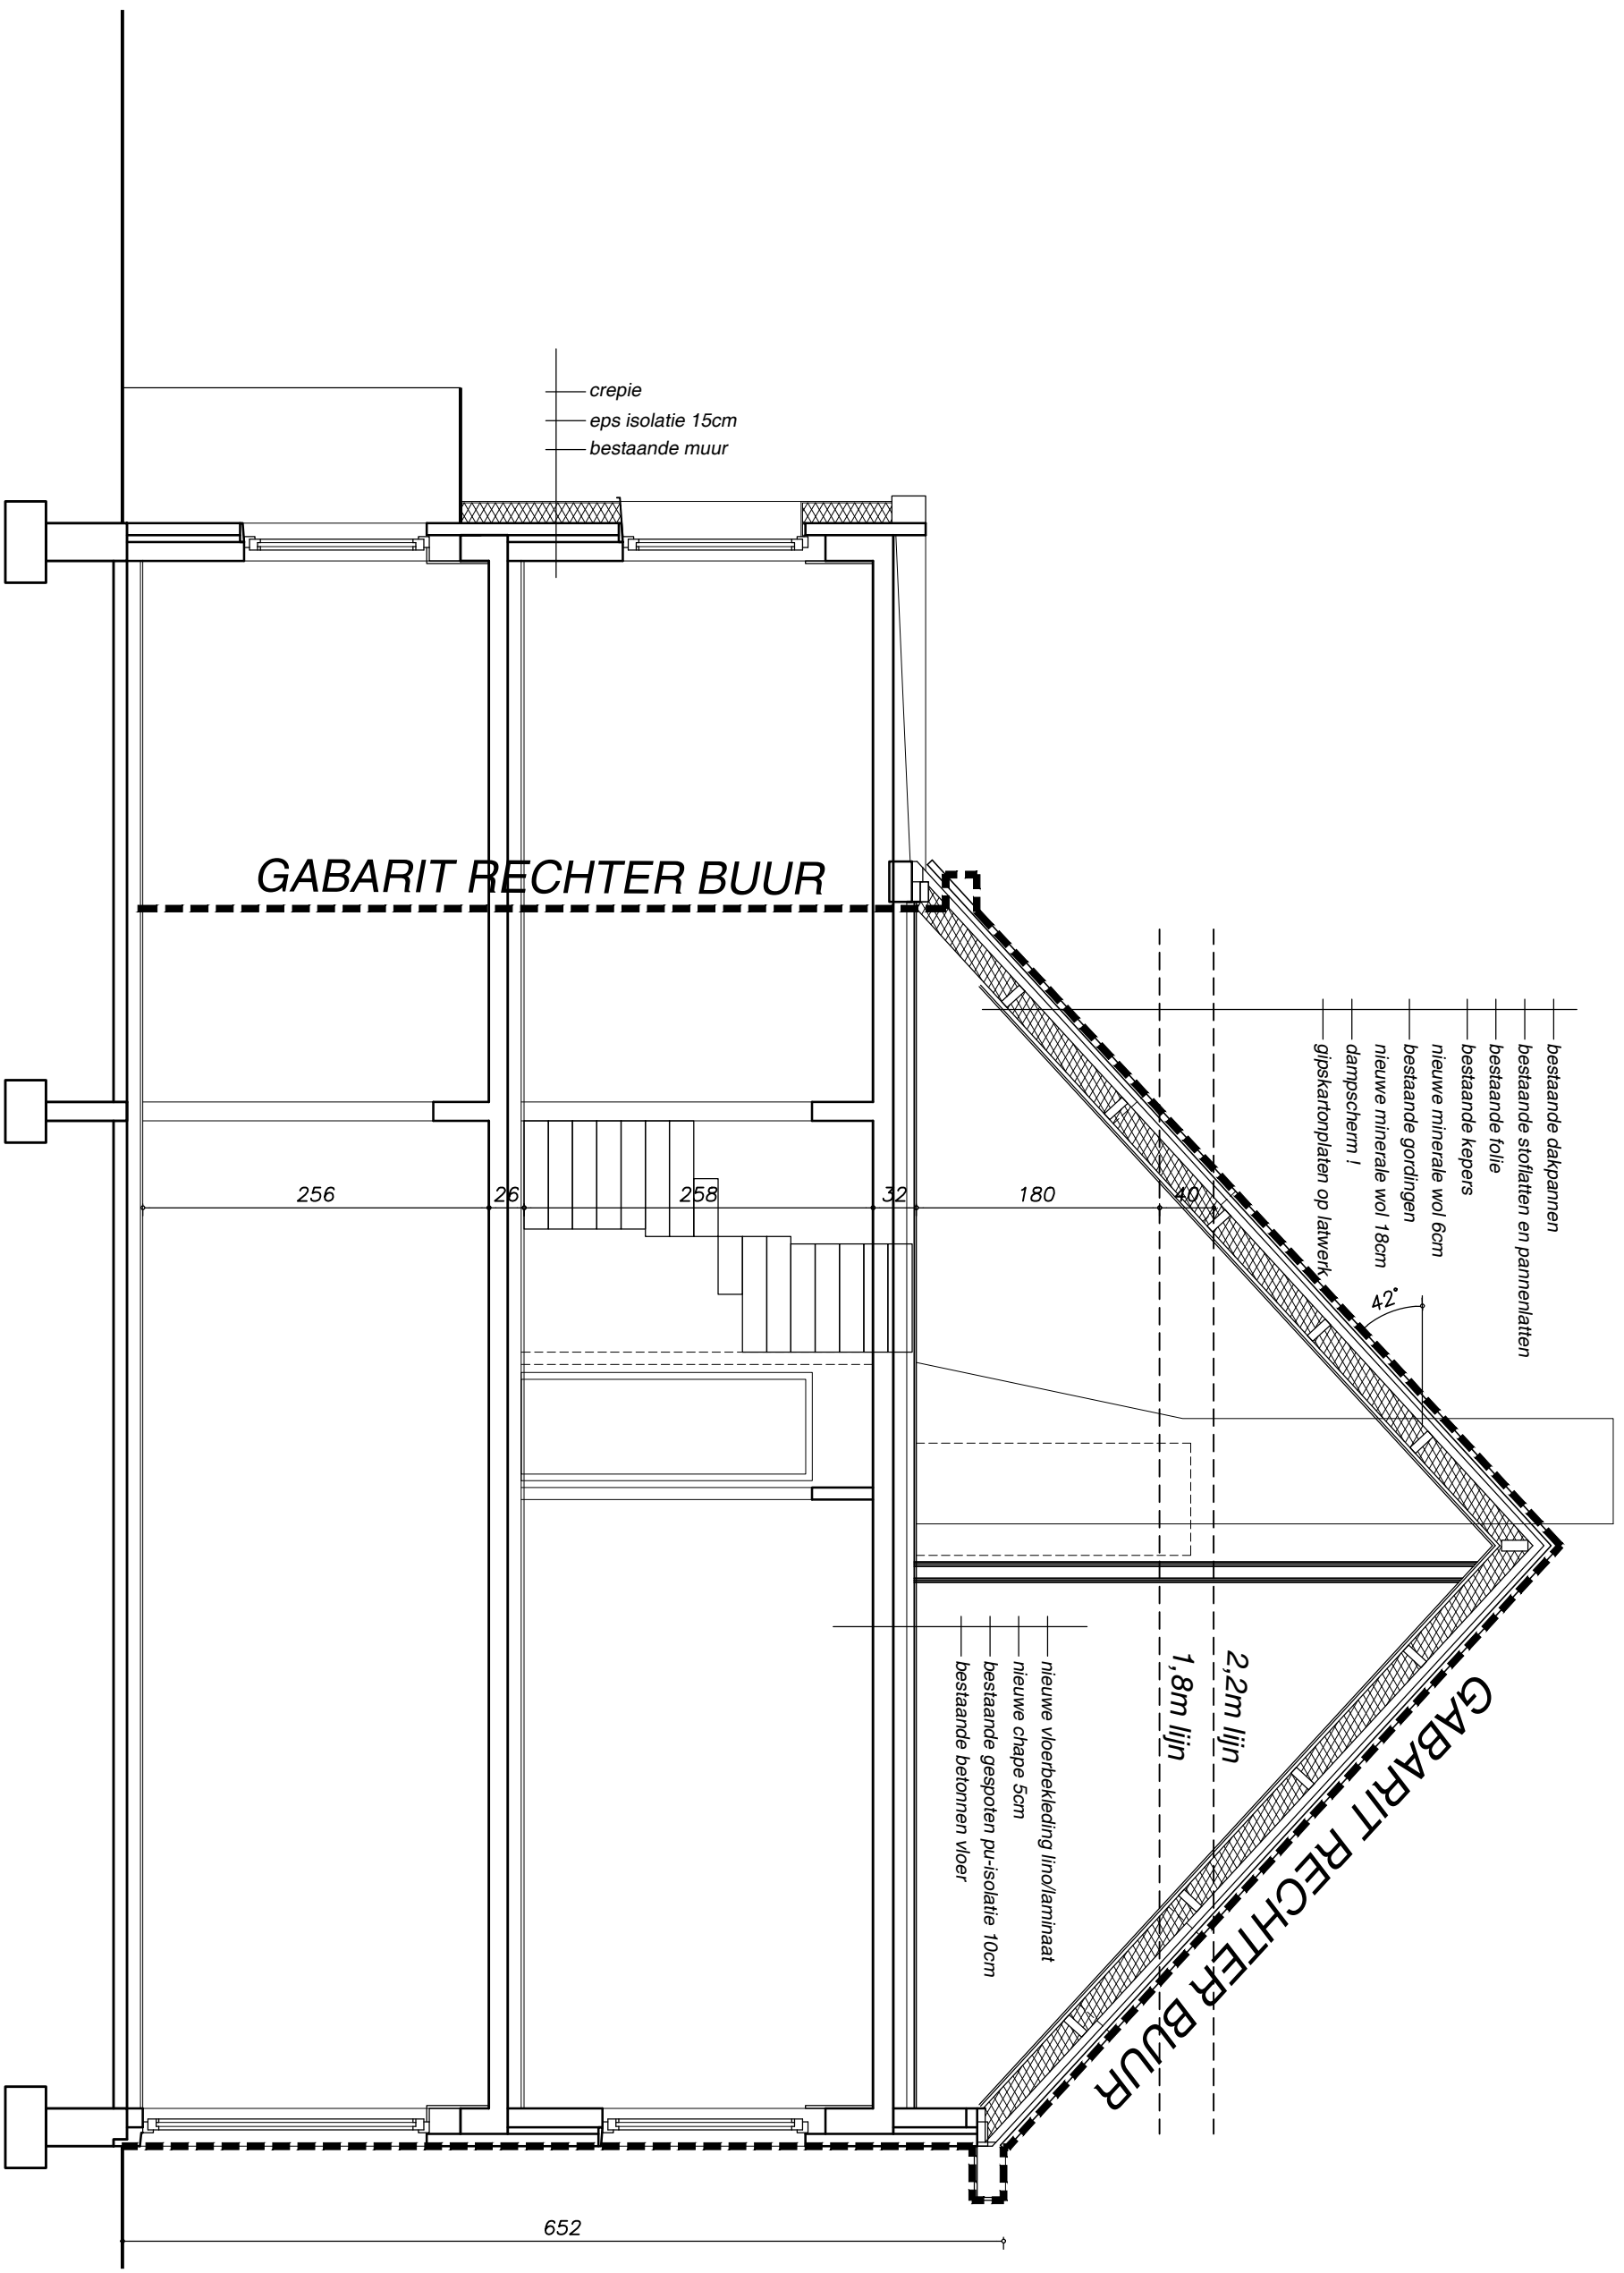 crepie
eps isolatie 15cm
bestaande muur
GABARIT RECHTER BUUR
256
26
258
32
180
40
bestaande dakpannen
bestaande stoflatten en pannenlatten
bestaande folie
bestaande kepers
nieuwe minerale wol 6cm
bestaande gordingen
nieuwe minerale wol 18cm
dampscherm !
gipskartonplaten op latwerk
42°
2,2m lijn
1,8m lijn
nieuwe vloerbekleding lino/laminaat
nieuwe chape 5cm
bestaande gespoten pu-isolatie 10cm
bestaande betonnen vloer
GABARIT RECHTER BUUR
652